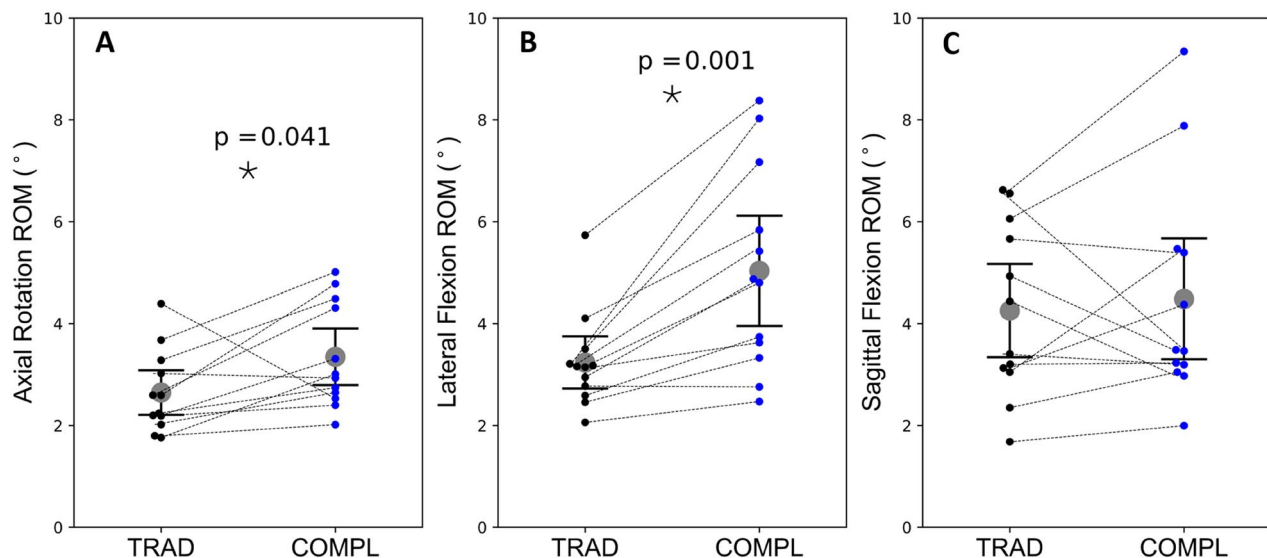 A
Axial Rotation ROM ( ° )
p = 0.041
10
8
6
4
2
0
TRAD COMPL
B
Lateral Flexion ROM ( ° )
p = 0.001
10
8
6
4
2
0
TRAD COMPL
C
Sagittal Flexion ROM ( ° )
10
8
6
4
2
0
TRAD COMPL